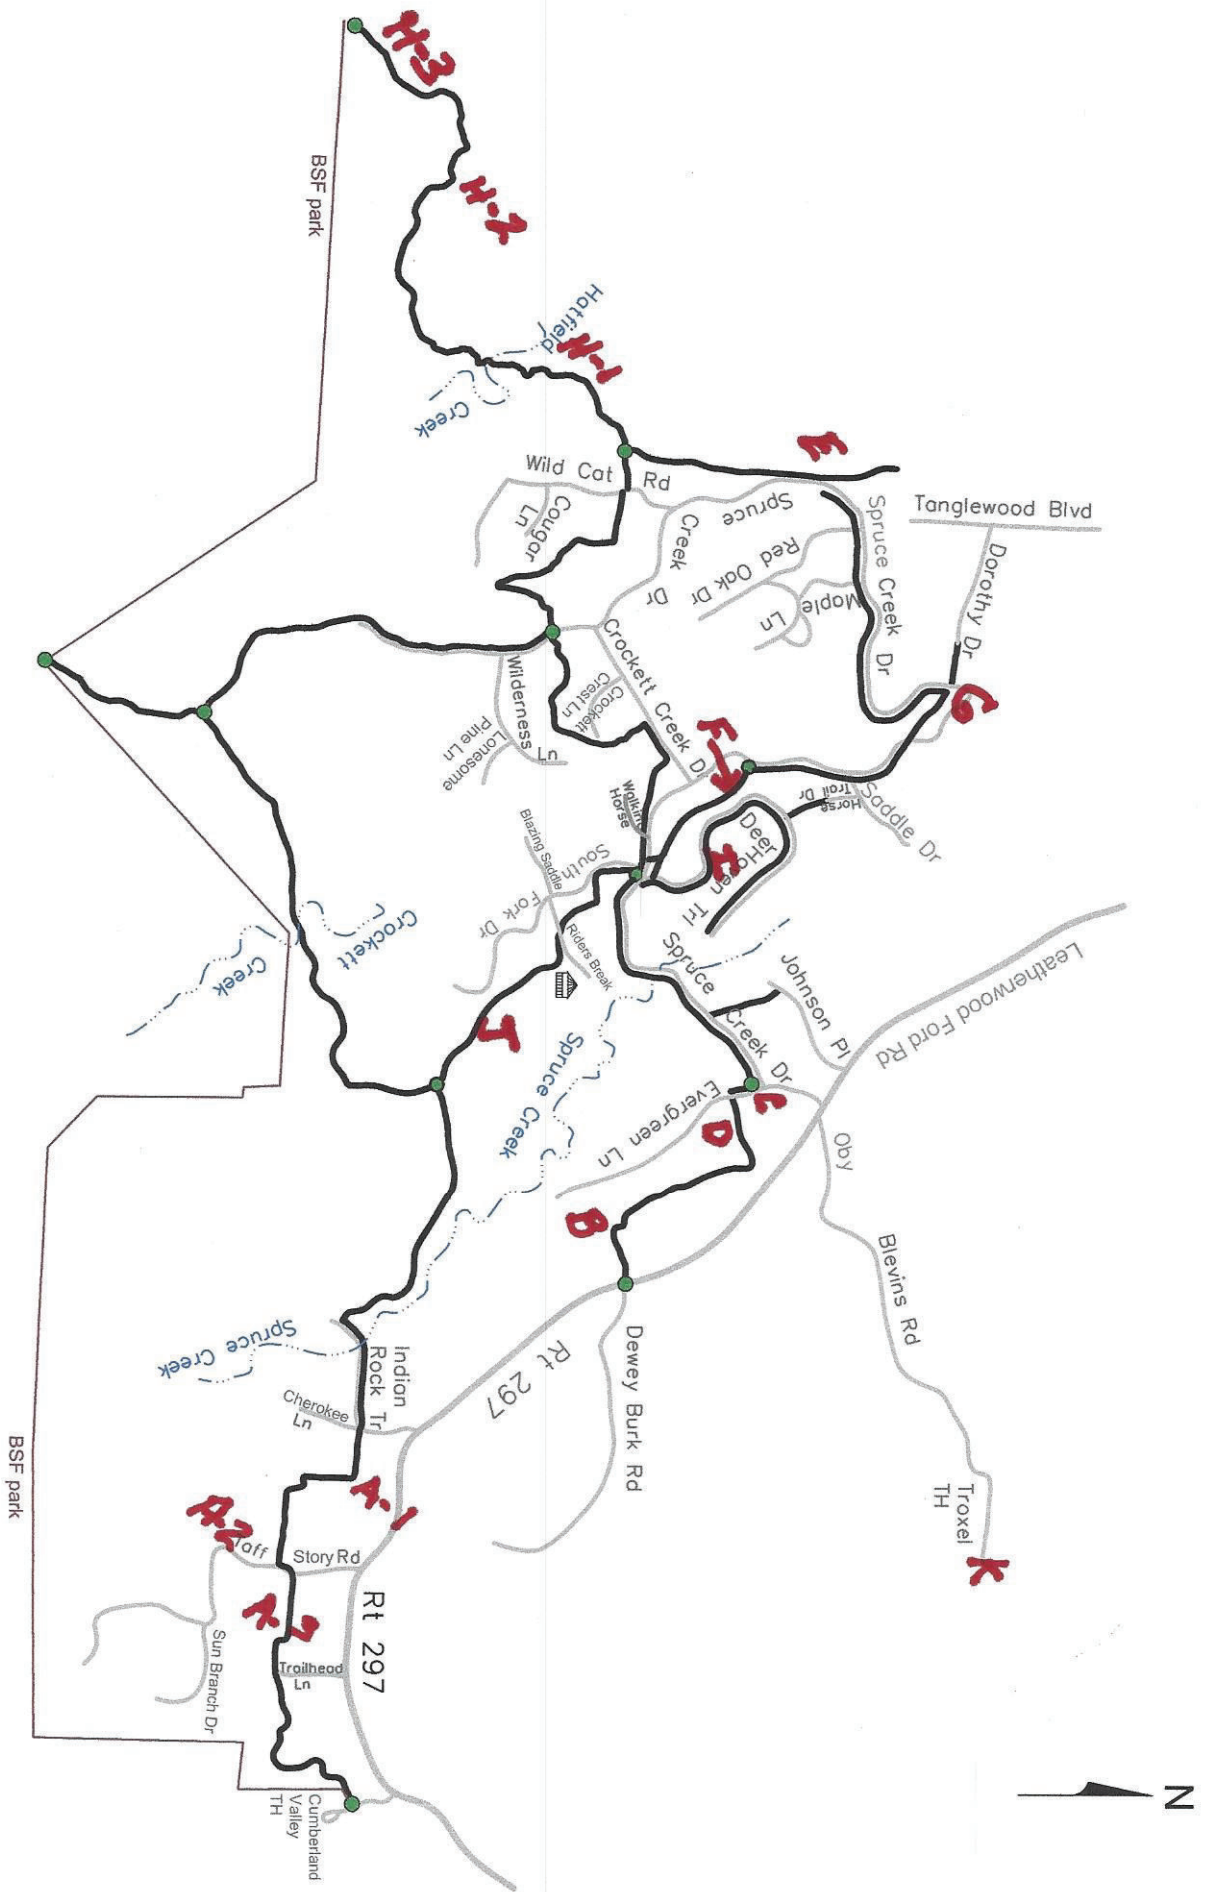 H-3
BSF park
H-2
Hatfield
Creek
H-1
E
Wild Cat Rd
Cougar
Ln
Spruce
Creek
Dr
Tanglewood Blvd
Dorothy Dr
Spruce Creek Dr
Red Oak Dr
Maple
Ln
G
Crockett Creek Dr
Crockett
Crest Ln
Wilderness
Ln
Lonesome
Pine Ln
F
Saddle Dr
Horse
Trail Dr
Walking
Horse
Deer Haven Trl
I
South
Fork Dr
Blazing Saddle
Riders Break
Leatherwood Ford Rd
Johnson Pl
Spruce
Creek Dr
Crockett
Creek
J
Spruce Creek
C
Evergreen
Ln
D
Oby
Blevins Rd
B
Dewey Burk Rd
Rt 297
Troxel
TH
K
Spruce Creek
Indian
Rock Tr
Cherokee
Ln
A-1
A-2
Taff
Story Rd
Rt 297
Sun Branch Dr
Trailhead
Ln
BSF park
Cumberland
Valley
TH
N